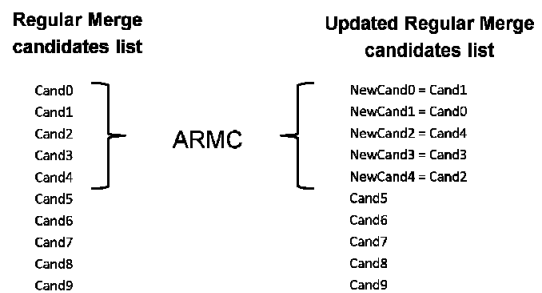 Regular Merge
candidates list
Cand0
Cand1
Cand2
Cand3
Cand4
Cand5
Cand6
Cand7
Cand8
Cand9
ARMC
Updated Regular Merge
candidates list
NewCand0 = Cand1
NewCand1 = Cand0
NewCand2 = Cand4
NewCand3 = Cand3
NewCand4 = Cand2
Cand5
Cand6
Cand7
Cand8
Cand9